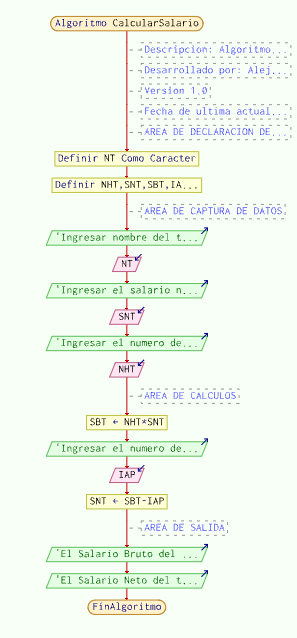 Algoritmo CalcularSalario
Descripcion: Algoritmo...
Desarrollado por: Alej...
Version 1.0
Fecha de ultima actual...
AREA DE DECLARACION DE...
Definir NT Como Caracter
Definir NHT,SNT,SBT,IA...
AREA DE CAPTURA DE DATOS
'Ingresar nombre del t...
NT
'Ingresar el salario n...
SNT
'Ingresar el numero de...
NHT
AREA DE CALCULOS
SBT ← NHT*SNT
'Ingresar el numero de...
IAP
SNT ← SBT-IAP
AREA DE SALIDA
'El Salario Bruto del ...
'El Salario Neto del t...
FinAlgoritmo